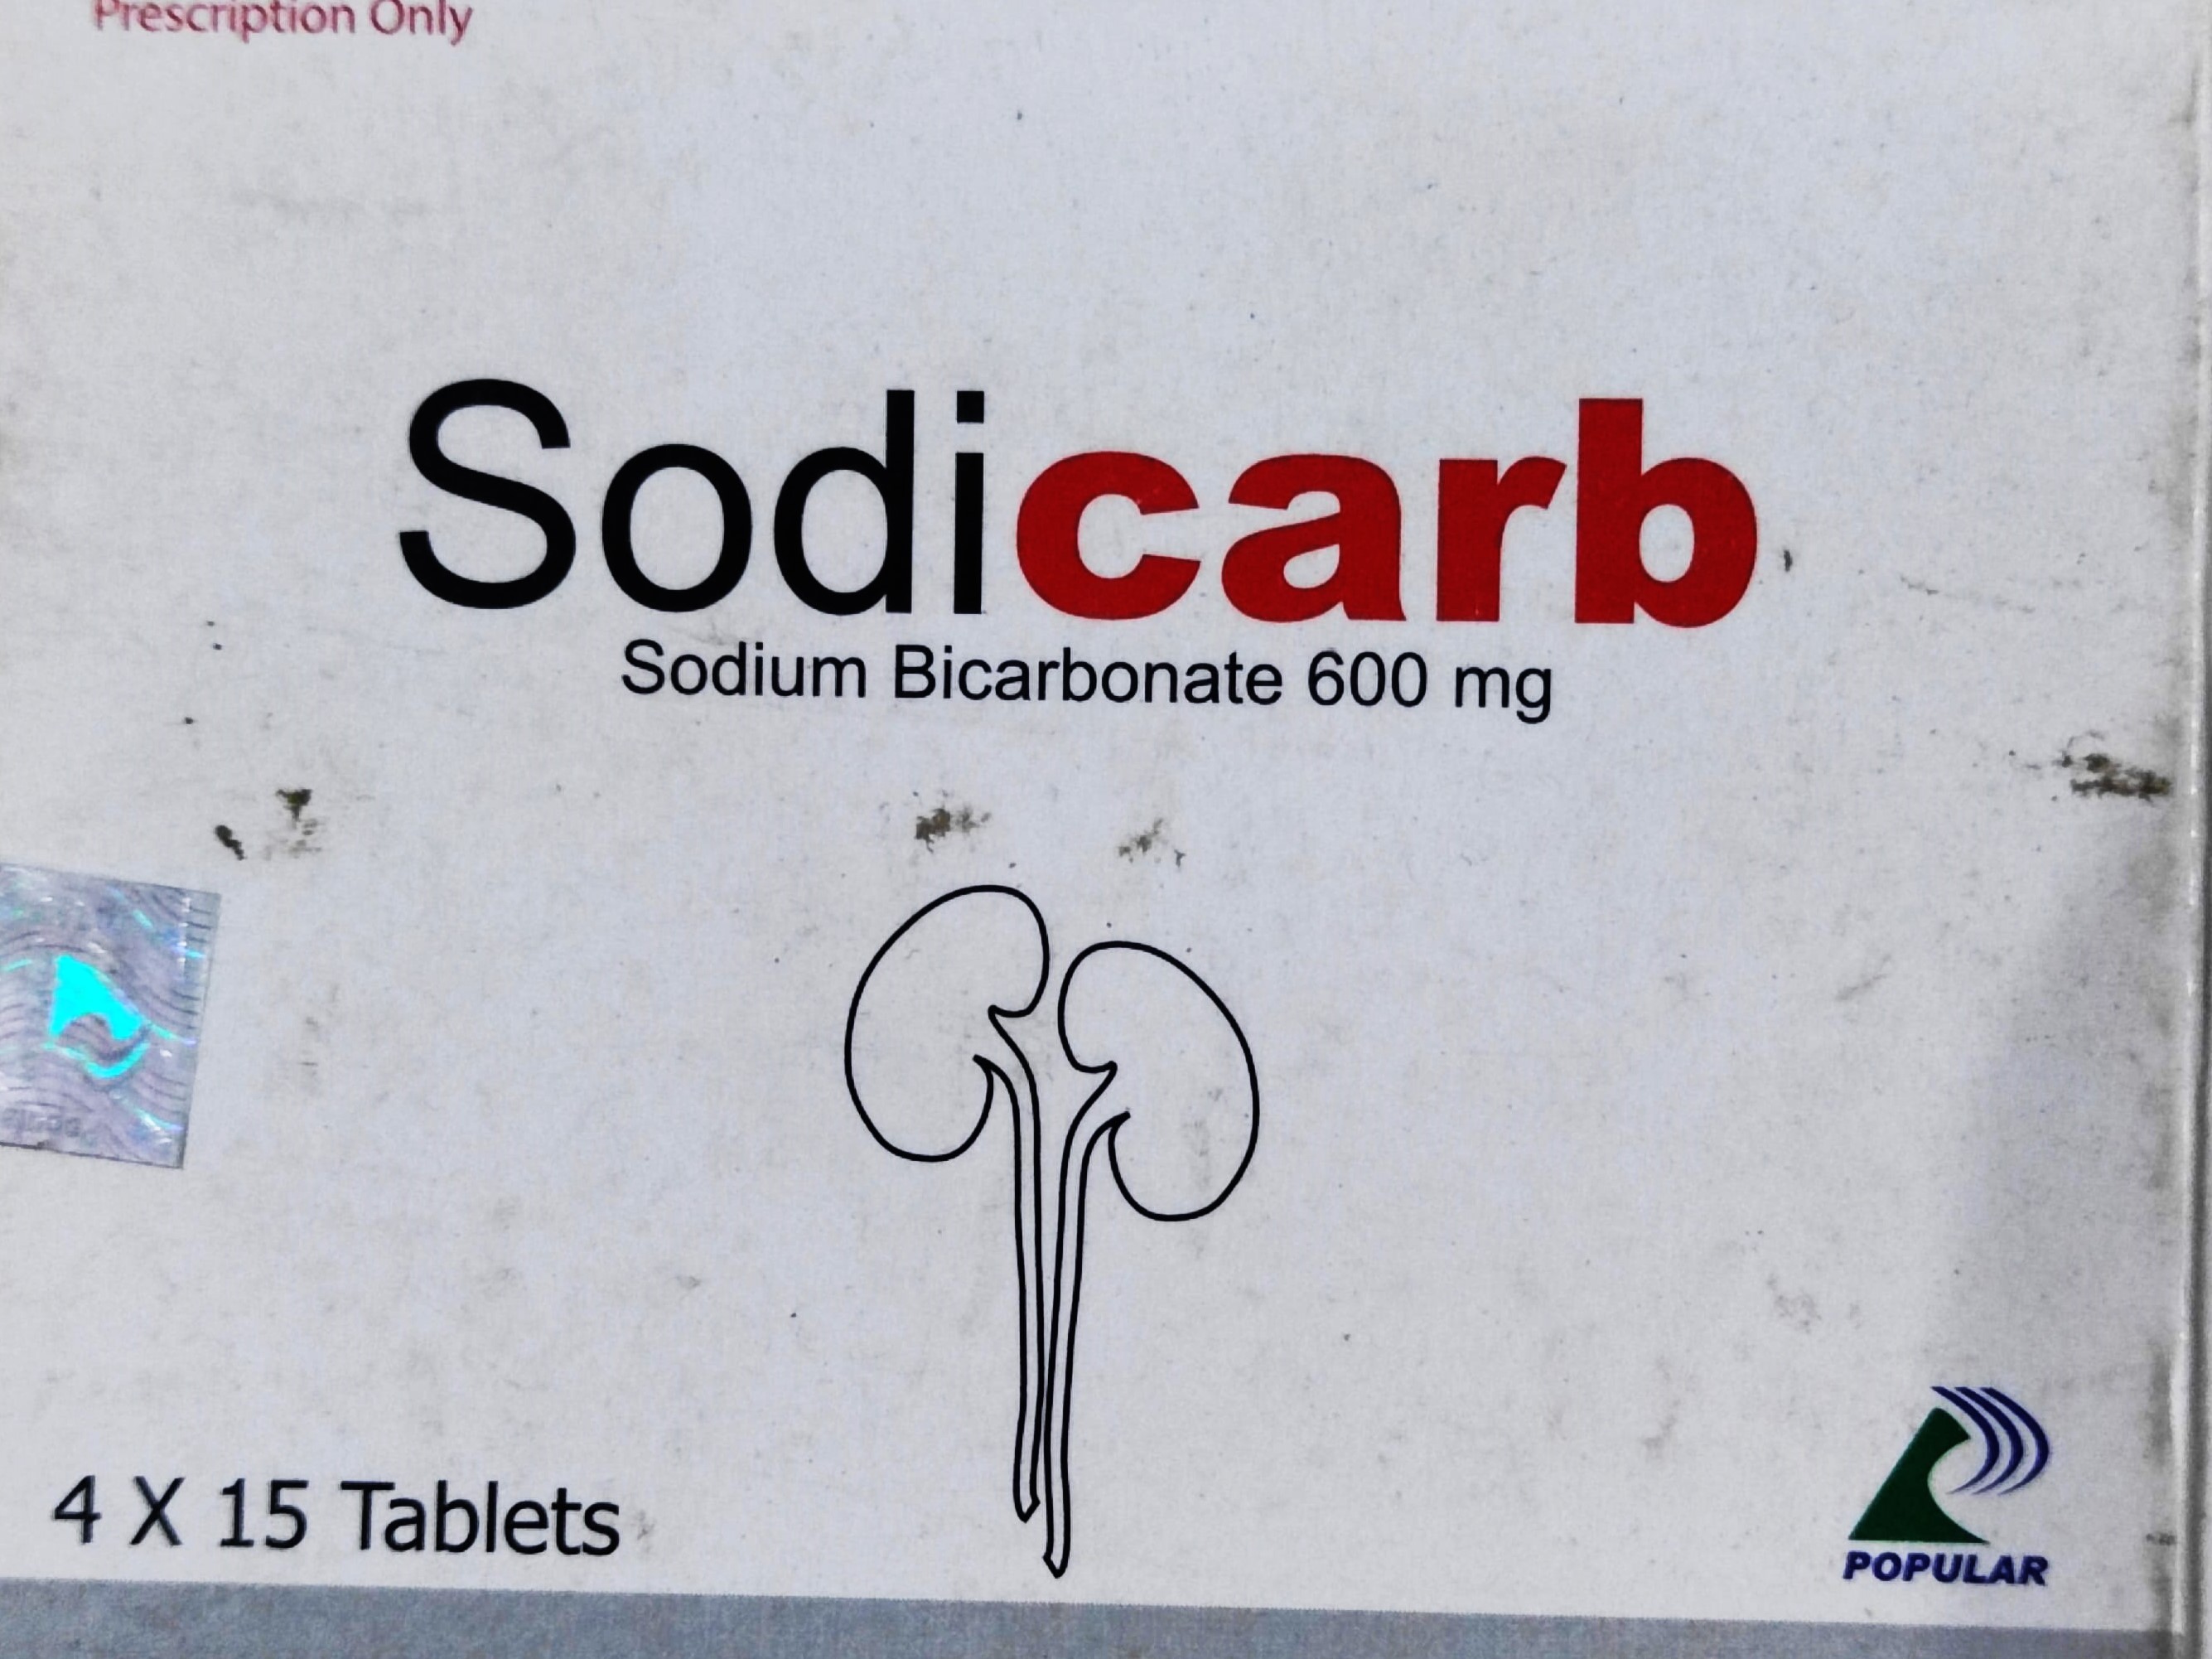 Prescription Only
Sodicarb
Sodium Bicarbonate 600 mg
4 X 15 Tablets
POPULAR